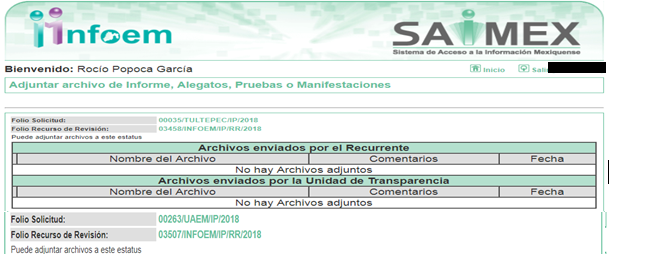 infoem
SAIMEX
Sistema de Acceso a la Información Mexiquense
Bienvenido: Rocío Popoca García
Inicio Sali
Adjuntar archivo de Informe, Alegatos, Pruebas o Manifestaciones
Folio Solicitud: 00035/TULTEPEC/IP/2018
Folio Recurso de Revisión: 03458/INFOEM/IP/RR/2018
Puede adjuntar archivos a este estatus
Archivos enviados por el Recurrente
Nombre del Archivo Comentarios Fecha
No hay Archivos adjuntos
Archivos enviados por la Unidad de Transparencia
Nombre del Archivo Comentarios Fecha
No hay Archivos adjuntos
Folio Solicitud: 00263/UAEM/IP/2018
Folio Recurso de Revisión: 03507/INFOEM/IP/RR/2018
Puede adjuntar archivos a este estatus